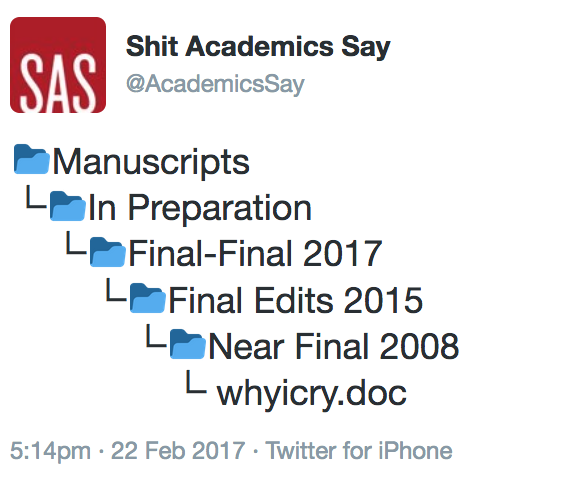 SAS
Shit Academics Say
@AcademicsSay
Manuscripts
In Preparation
Final-Final 2017
Final Edits 2015
Near Final 2008
whyicry.doc
5:14pm · 22 Feb 2017 · Twitter for iPhone